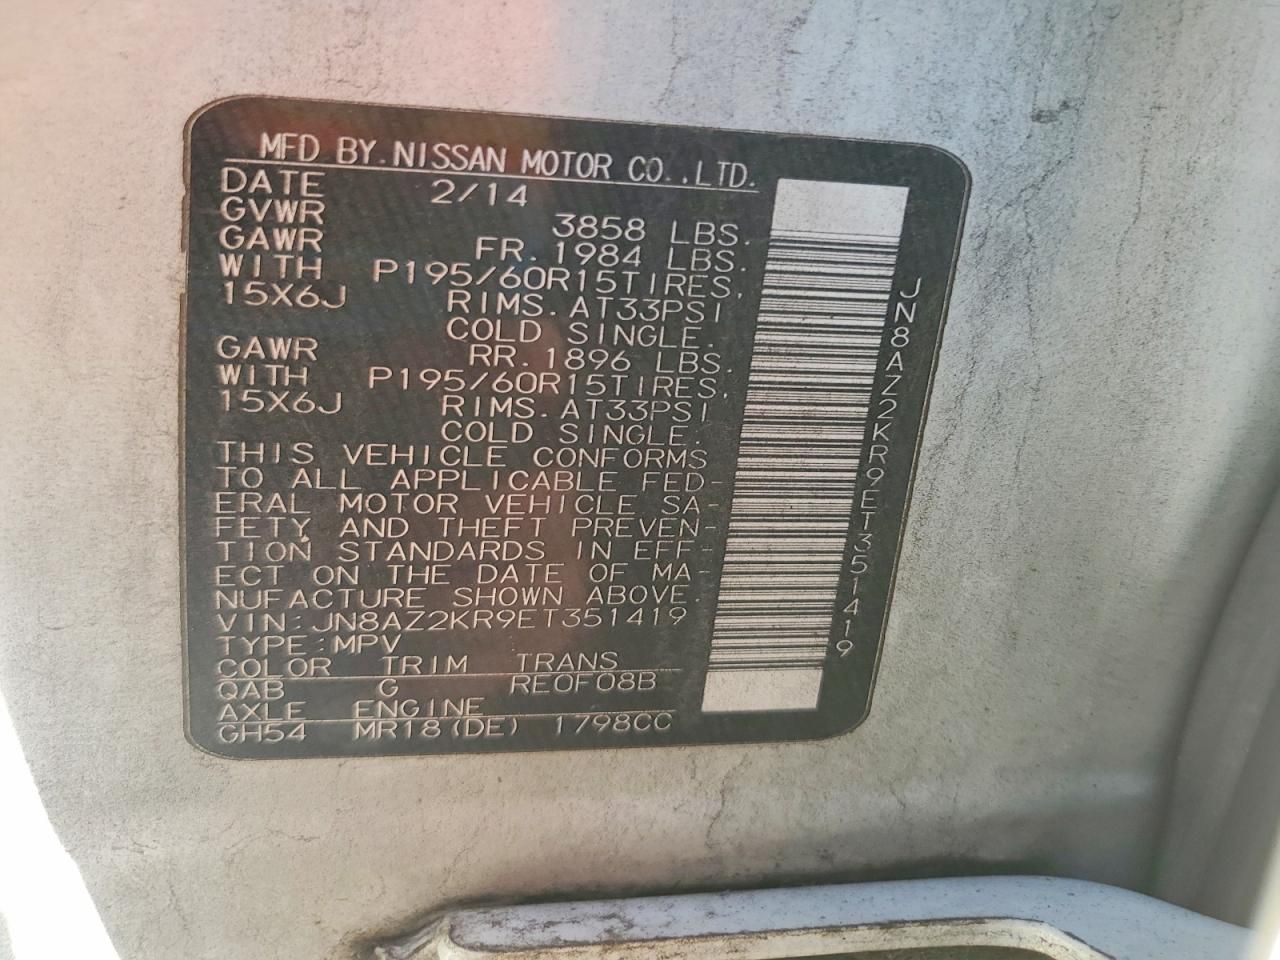 MFD BY.NISSAN MOTOR CO.,LTD.
DATE 2/14
GVWR 3858 LBS.
GAWR FR. 1984 LBS.
WITH P195/60R15TIRES,
15X6J RIMS. AT33PSI
COLD SINGLE.
GAWR RR. 1896 LBS.
WITH P195/60R15TIRES,
15X6J RIMS. AT33PSI
COLD SINGLE.
THIS VEHICLE CONFORMS
TO ALL APPLICABLE FED-
ERAL MOTOR VEHICLE SA-
FETY AND THEFT PREVEN-
TION STANDARDS IN EFF-
ECT ON THE DATE OF MA-
NUFACTURE SHOWN ABOVE.
VIN:JN8AZ2KR9ET351419
TYPE:MPV
COLOR TRIM TRANS
QAB G RE0F08B
AXLE ENGINE
GH54 MR18(DE) 1798CC
JN8AZ2KR9ET351419